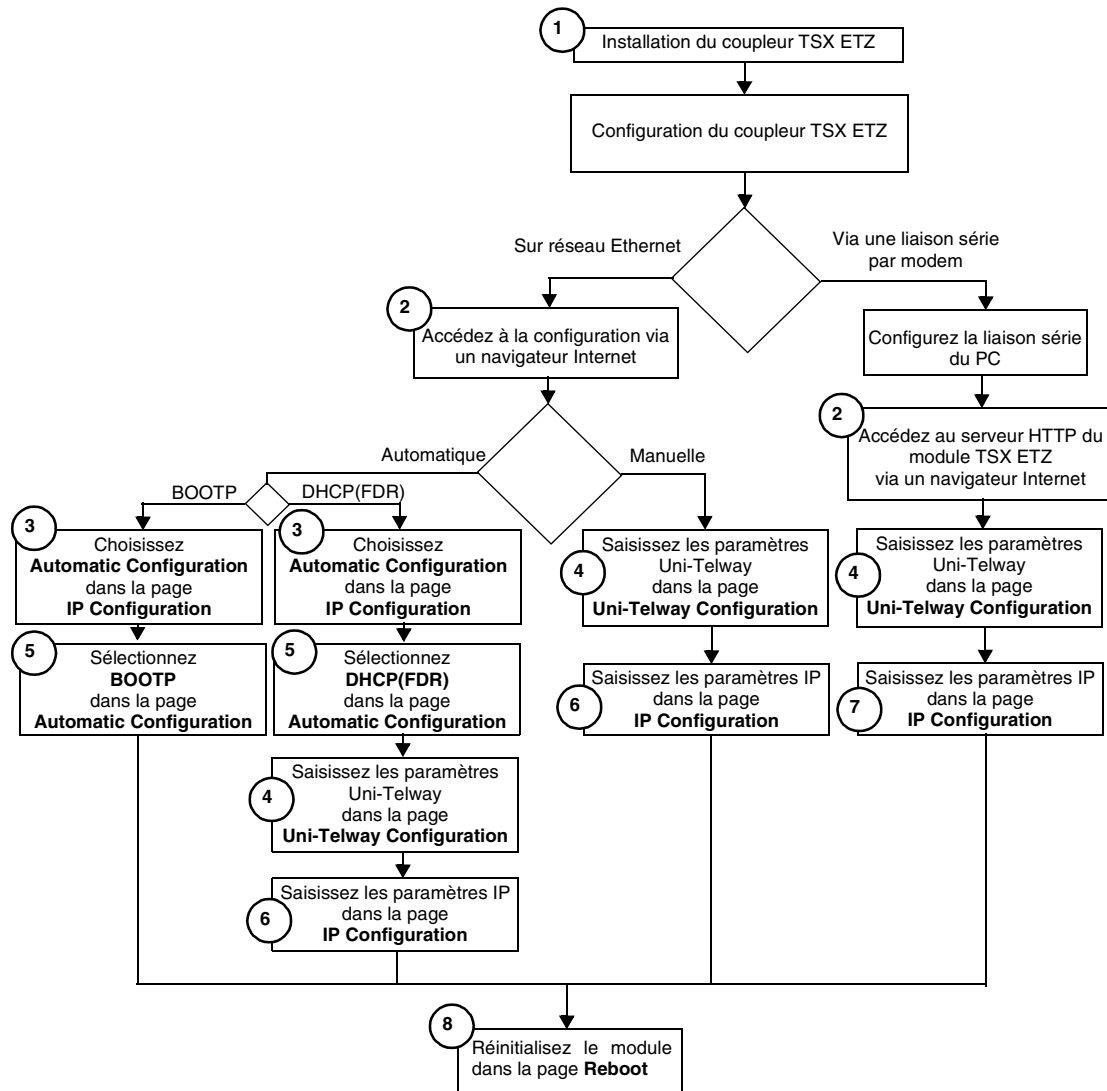 1
Installation du coupleur TSX ETZ
Configuration du coupleur TSX ETZ
Sur réseau Ethernet
Via une liaison série
par modem
2
Accédez à la configuration via
un navigateur Internet
Configurez la liaison série
du PC
2
Accédez au serveur HTTP du
module TSX ETZ
via un navigateur Internet
Automatique
Manuelle
BOOTP
DHCP(FDR)
3
Choisissez
Automatic Configuration
dans la page
IP Configuration
3
Choisissez
Automatic Configuration
dans la page
IP Configuration
4
Saisissez les paramètres
Uni-Telway
dans la page
Uni-Telway Configuration
4
Saisissez les paramètres
Uni-Telway
dans la page
Uni-Telway Configuration
5
Sélectionnez
BOOTP
dans la page
Automatic Configuration
5
Sélectionnez
DHCP(FDR)
dans la page
Automatic Configuration
6
Saisissez les paramètres IP
dans la page
IP Configuration
7
Saisissez les paramètres IP
dans la page
IP Configuration
4
Saisissez les paramètres
Uni-Telway
dans la page
Uni-Telway Configuration
6
Saisissez les paramètres IP
dans la page
IP Configuration
8
Réinitialisez le module
dans la page Reboot